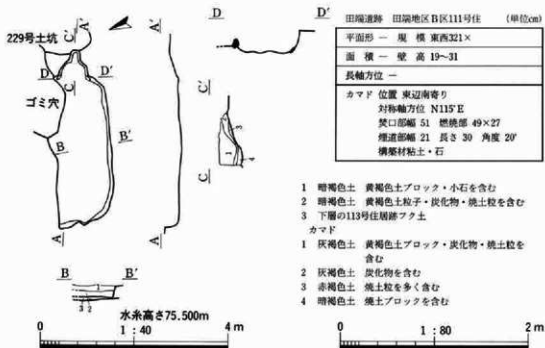 田端遺跡 田端地区B区111号住 (単位cm)
平面形 ー 規模 東西321×
面積 ー 壁高 19~31
長軸方位 ー
カマド 位置 東辺南寄り
対称軸方位 N115°E
焚口部幅 51 燃焼部 49×27
煙道部幅 21 長さ 30 角度 20°
構築材粘土・石
1 暗褐色土 黄褐色土ブロック・小石を含む
2 暗褐色土 黄褐色土粒子・炭化物・焼土粒を含む
3 下層の113号住居跡フク土
カマド
1 灰褐色土 黄褐色土ブロック・炭化物・焼土粒を
含む
2 灰褐色土 炭化物を含む
3 赤褐色土 焼土粒を多く含む
4 暗褐色土 焼土ブロックを含む
229号土坑
ゴミ穴
A
A'
B
B'
C
C'
D
D'
A
A'
B
B'
3 2
1
C
C'
1
3
4
D
D'
水糸高さ75.500m
0 1:40 4m
0 1:80 2m